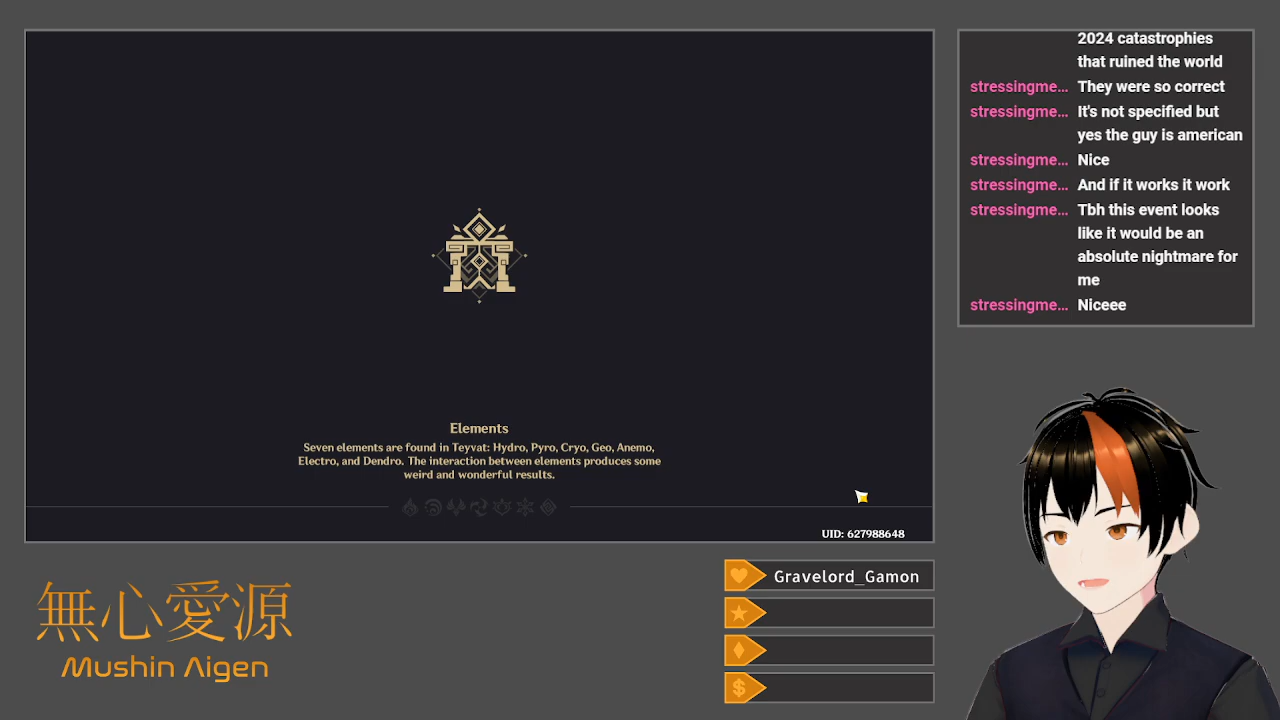 2024 catastrophies
that ruined the world
stressingme... They were so correct
stressingme... It's not specified but
yes the guy is american
stressingme... Nice
stressingme... And if it works it work
stressingme... Tbh this event looks
like it would be an
absolute nightmare for
me
stressingme... Niceee
Elements
Seven elements are found in Teyvat: Hydro, Pyro, Cryo, Geo, Anemo,
Electro, and Dendro. The interaction between elements produces some
weird and wonderful results.
UID: 627988648
Gravelord_Gamon
無心愛源
Mushin Aigen